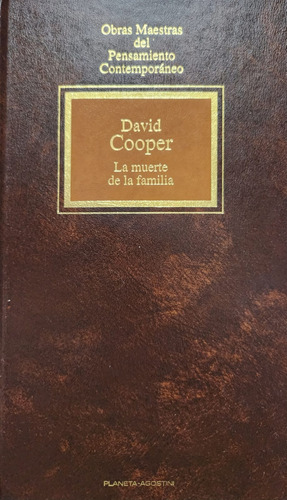 Obras Maestras
del
Pensamiento
Contemporáneo
David
Cooper
La muerte
de la familia
PLANETA-AGOSTINI